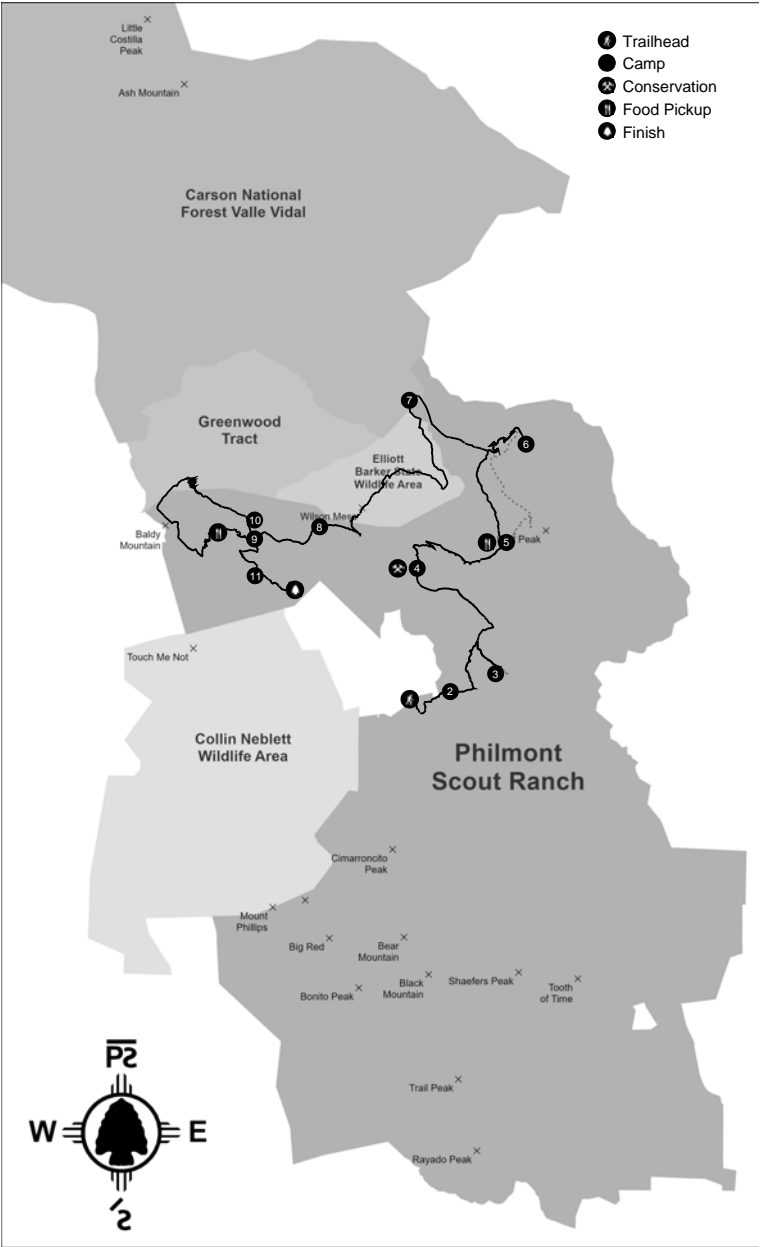 Little
Costilla
Peak
Ash Mountain
Trailhead
Camp
Conservation
Food Pickup
Finish
Carson National
Forest Valle Vidal
7
Greenwood
Tract
6
Elliott
Barker State
Wildlife Area
Wilson Mesa
10
8
Baldy
Mountain
9
5
Peak
4
11
Touch Me Not
3
2
Collin Neblett
Wildlife Area
Philmont
Scout Ranch
Cimarroncito
Peak
Mount
Phillips
Big Red
Bear
Mountain
Bonito Peak
Black
Mountain
Shaefers Peak
Tooth
of Time
Trail Peak
W
E
Rayado Peak